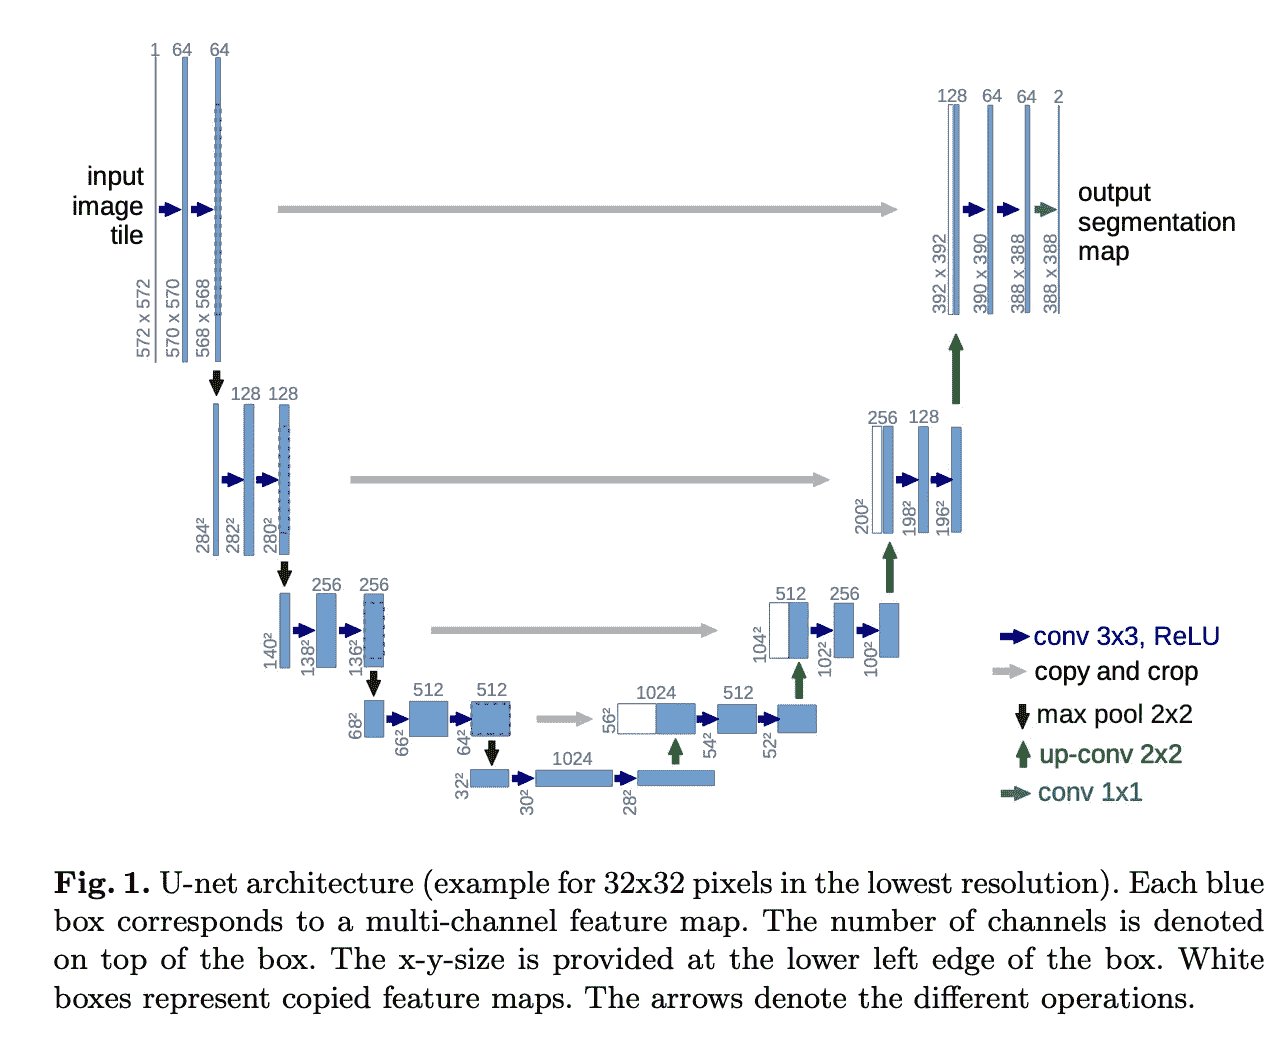 1 64 64
128 64 64 2
input
image
tile
output
segmentation
map
572 x 572
570 x 570
568 x 568
392 x 392
390 x 390
388 x 388
388 x 388
128 128
256 128
284²
282²
280²
200²
198²
196²
256 256
512 256
140²
138²
136²
104²
102²
100²
conv 3x3, ReLU
copy and crop
max pool 2x2
up-conv 2x2
conv 1x1
512 512
1024 512
68²
66²
64²
56²
54²
52²
1024
32²
30²
28²
Fig. 1. U-net architecture (example for 32x32 pixels in the lowest resolution). Each blue
box corresponds to a multi-channel feature map. The number of channels is denoted
on top of the box. The x-y-size is provided at the lower left edge of the box. White
boxes represent copied feature maps. The arrows denote the different operations.